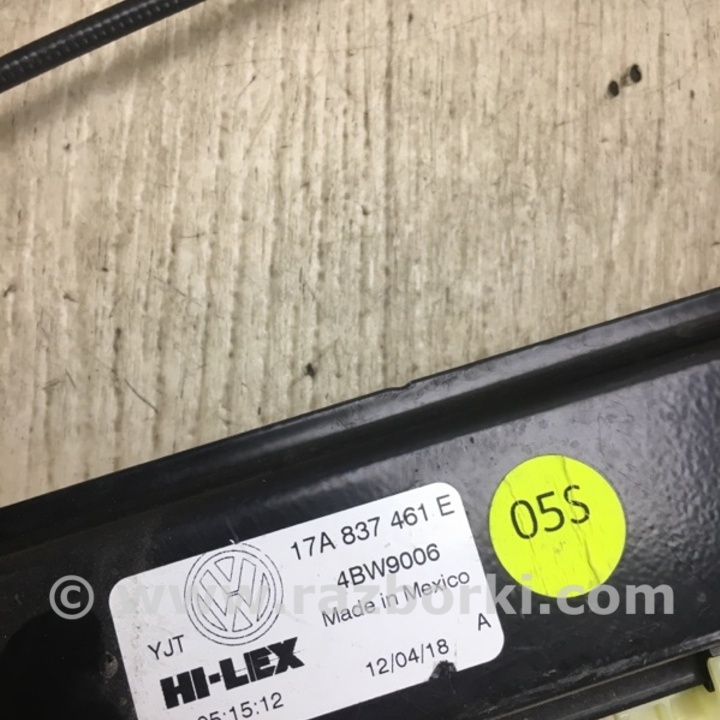 17A 837 461 E
4BW9006
Made in Mexico
YJT
HI-LEX
12/04/18
A
05:15:12
05S
© www.razborki.com